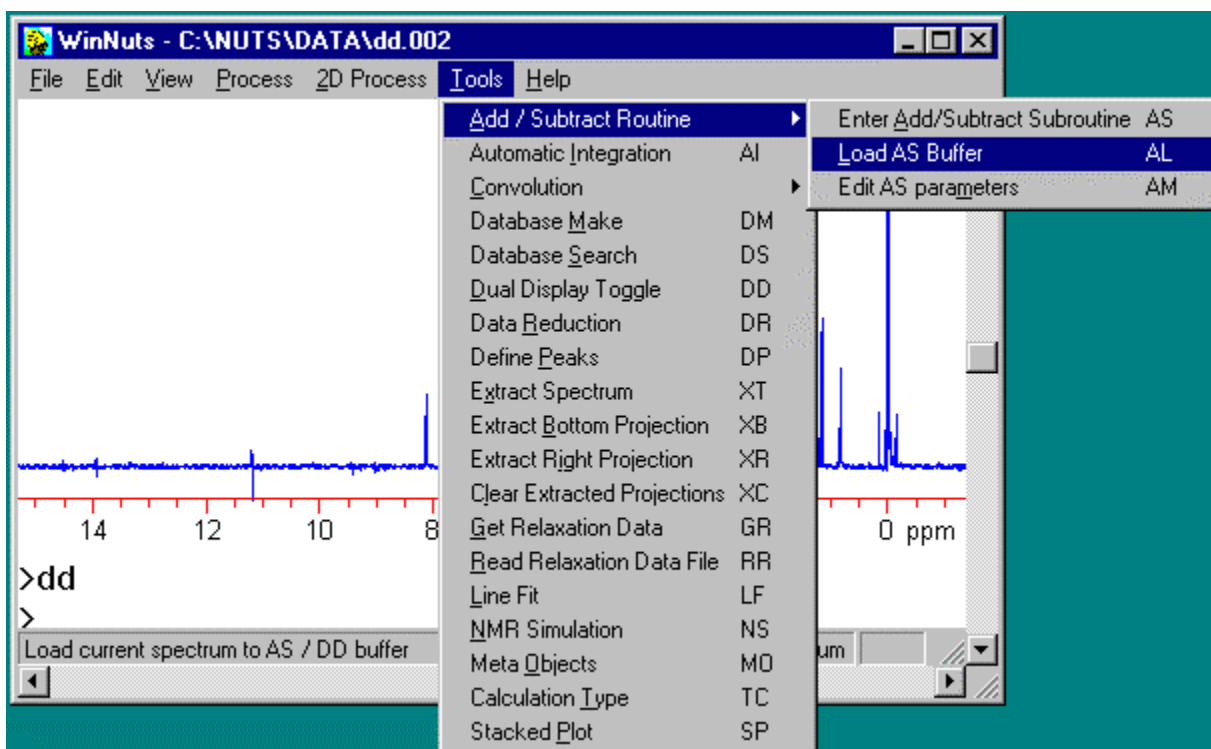 WinNuts - C:\NUTS\DATA\dd.002
File Edit View Process 2D Process Tools Help
Add / Subtract Routine
Enter Add/Subtract Subroutine AS
Load AS Buffer AL
Edit AS parameters AM
Automatic Integration AI
Convolution
Database Make DM
Database Search DS
Dual Display Toggle DD
Data Reduction DR
Define Peaks DP
Extract Spectrum XT
Extract Bottom Projection XB
Extract Right Projection XR
Clear Extracted Projections XC
Get Relaxation Data GR
Read Relaxation Data File RR
Line Fit LF
NMR Simulation NS
Meta Objects MO
Calculation Type TC
Stacked Plot SP
14 12 10 8 0 ppm
>dd
>
Load current spectrum to AS / DD buffer um